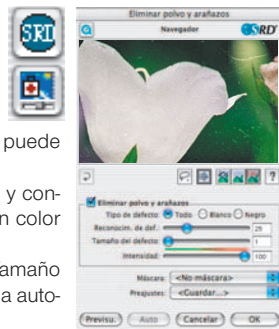 Eliminar polvo y arañazos
Navegador
SRD
SRD
puede
y con-
n color
amaño
a auto-
?
Eliminar polvo y arañazos
Tipo de defecto: Todo Blanco Negro
Reconocim. de def.: 25
Tamaño del defecto: 1
Intensidad: 100
Máscara: <No máscara>
Preajustes: <Guardar...>
Previsu. Auto Cancelar OK